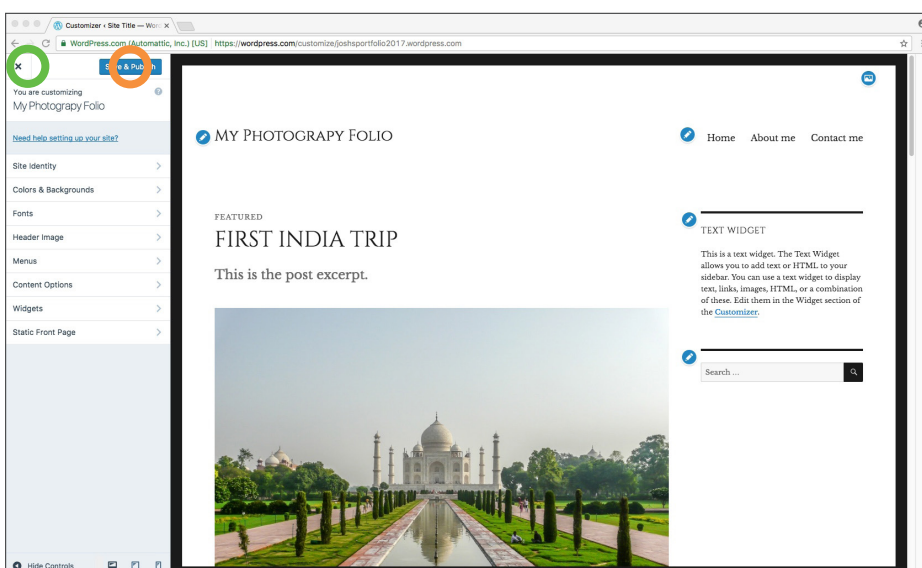 Customizer ‹ Site Title — Word
WordPress.com (Automattic, Inc.) [US] https://wordpress.com/customize/joshsportfolio2017.wordpress.com
Save & Publish
You are customizing
My Photograpy Folio
Need help setting up your site?
Site Identity
Colors & Backgrounds
Fonts
Header Image
Menus
Content Options
Widgets
Static Front Page
Hide Controls
My Photograpy Folio
Home About me Contact me
FEATURED
FIRST INDIA TRIP
This is the post excerpt.
TEXT WIDGET
This is a text widget. The Text Widget
allows you to add text or HTML to your
sidebar. You can use a text widget to display
text, links, images, HTML, or a combination
of these. Edit them in the Widget section of
the Customizer.
Search ...